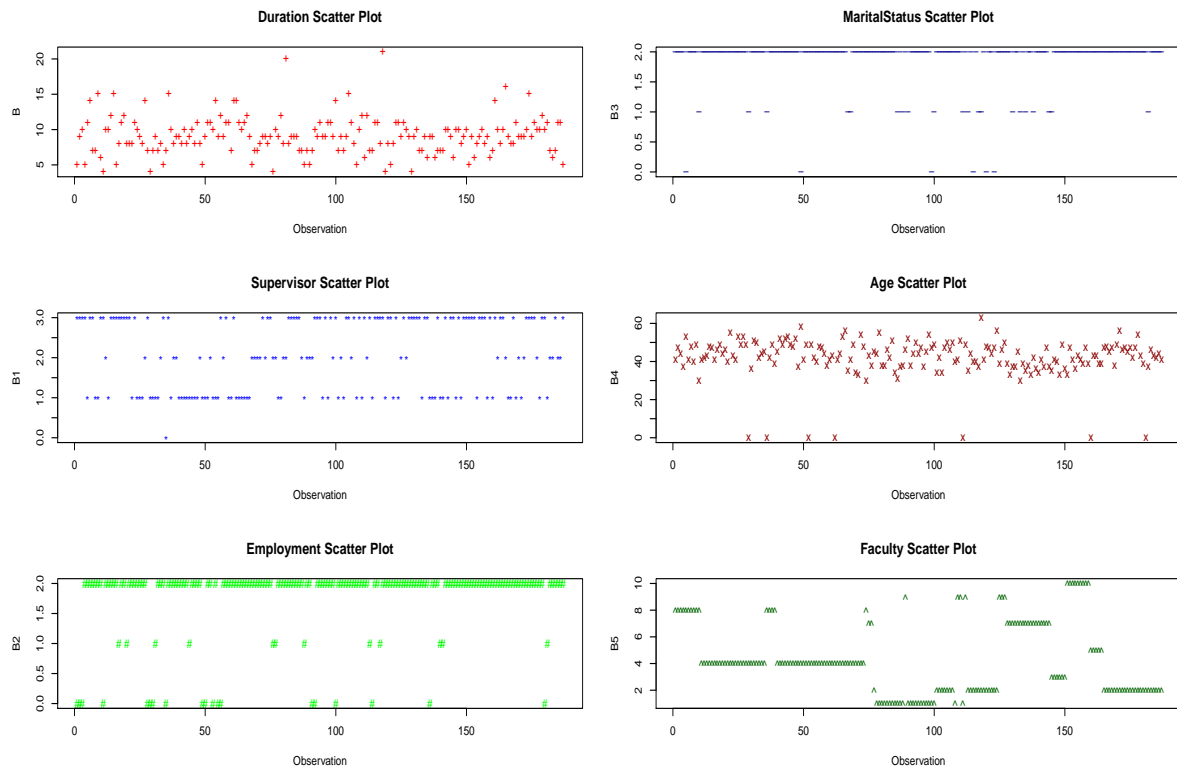 Duration Scatter Plot
B
5 10 15 20
0 50 100 150
Observation
MaritalStatus Scatter Plot
B3
0.0 0.5 1.0 1.5 2.0
0 50 100 150
Observation
Supervisor Scatter Plot
B1
0.0 1.0 2.0 3.0
0 50 100 150
Observation
Age Scatter Plot
B4
0 20 40 60
0 50 100 150
Observation
Employment Scatter Plot
B2
0.0 0.5 1.0 1.5 2.0
0 50 100 150
Observation
Faculty Scatter Plot
B5
2 4 6 8 10
0 50 100 150
Observation